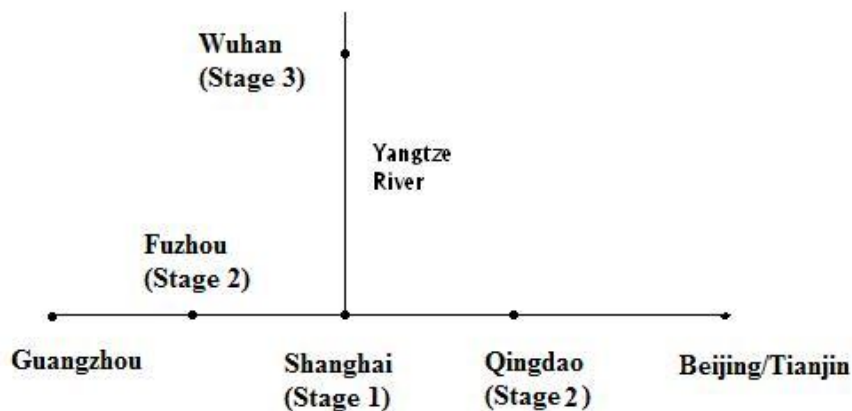 Wuhan
(Stage 3)
Yangtze
River
Fuzhou
(Stage 2)
Guangzhou
Shanghai
(Stage 1)
Qingdao
(Stage 2)
Beijing/Tianjin